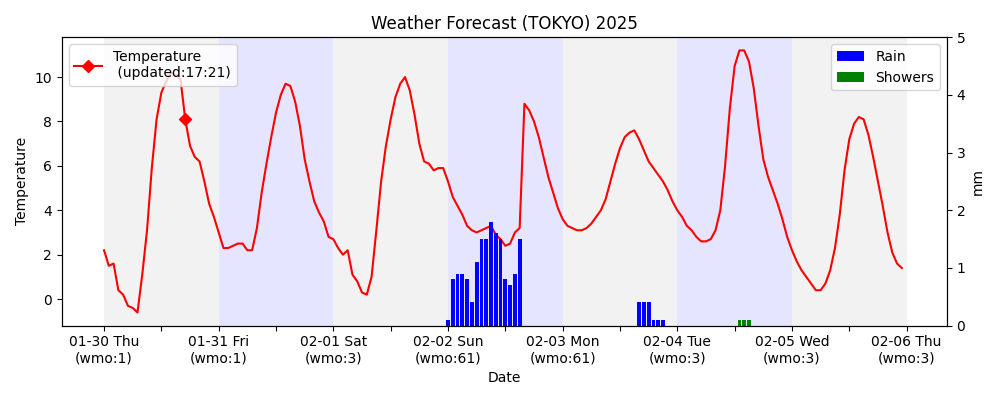 Weather Forecast (TOKYO) 2025
Temperature
(updated:17:21)
Rain
Showers
10
8
6
4
2
0
Temperature
5
4
3
2
1
0
mm
01-30 Thu
(wmo:1)
01-31 Fri
(wmo:1)
02-01 Sat
(wmo:3)
02-02 Sun
(wmo:61)
02-03 Mon
(wmo:61)
02-04 Tue
(wmo:3)
02-05 Wed
(wmo:3)
02-06 Thu
(wmo:3)
Date